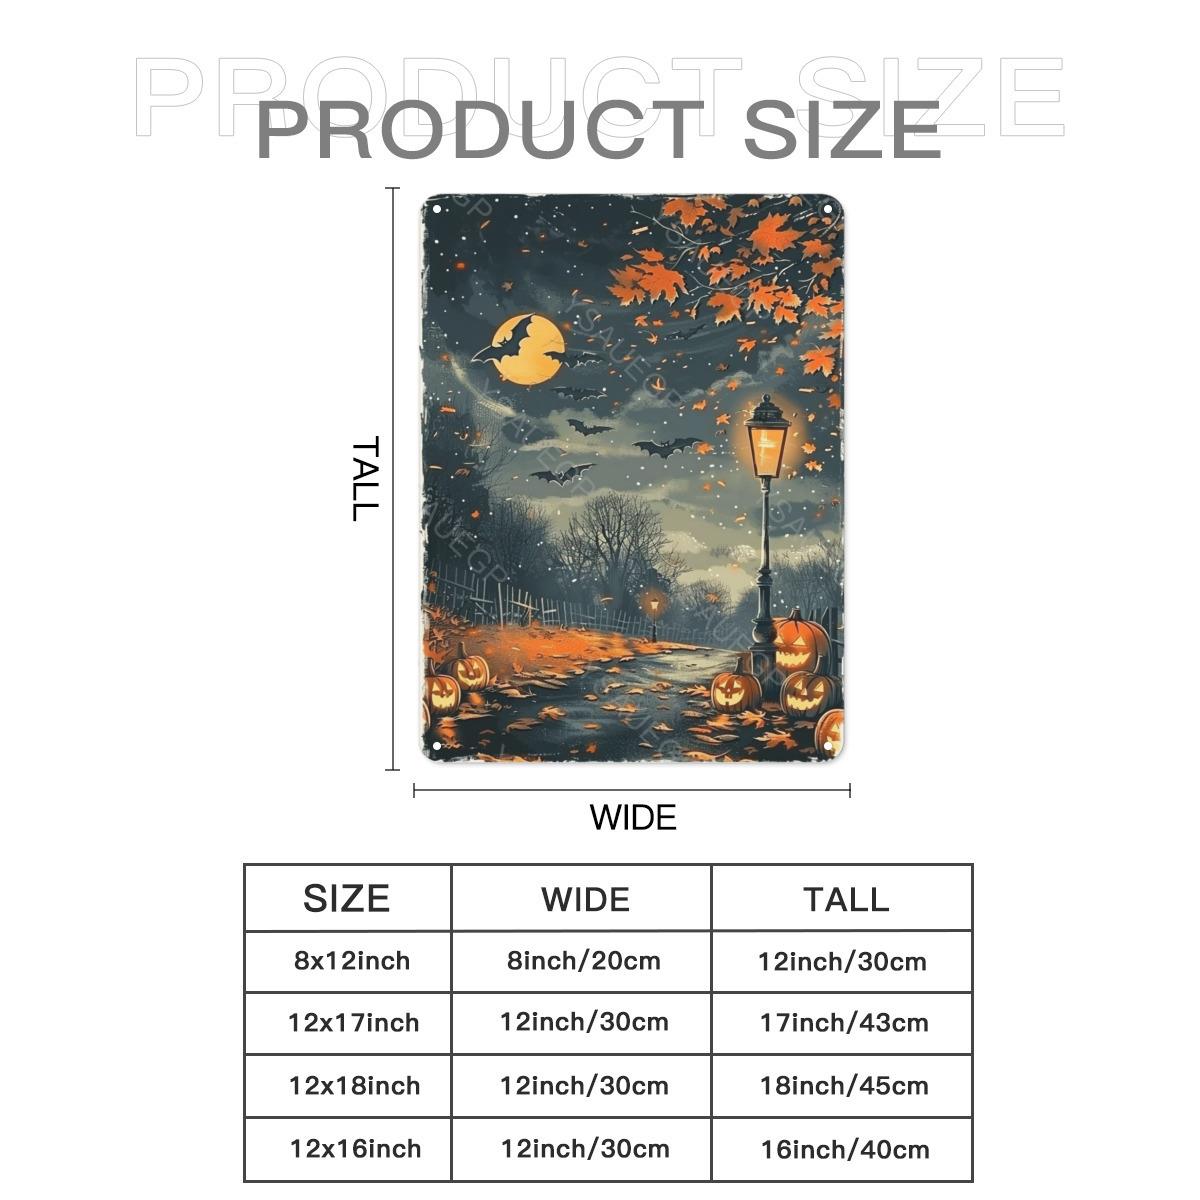 PRODUCT SIZE
PRODUCT SIZE
TALL
WIDE
SIZE WIDE TALL
8x12inch 8inch/20cm 12inch/30cm
12x17inch 12inch/30cm 17inch/43cm
12x18inch 12inch/30cm 18inch/45cm
12x16inch 12inch/30cm 16inch/40cm